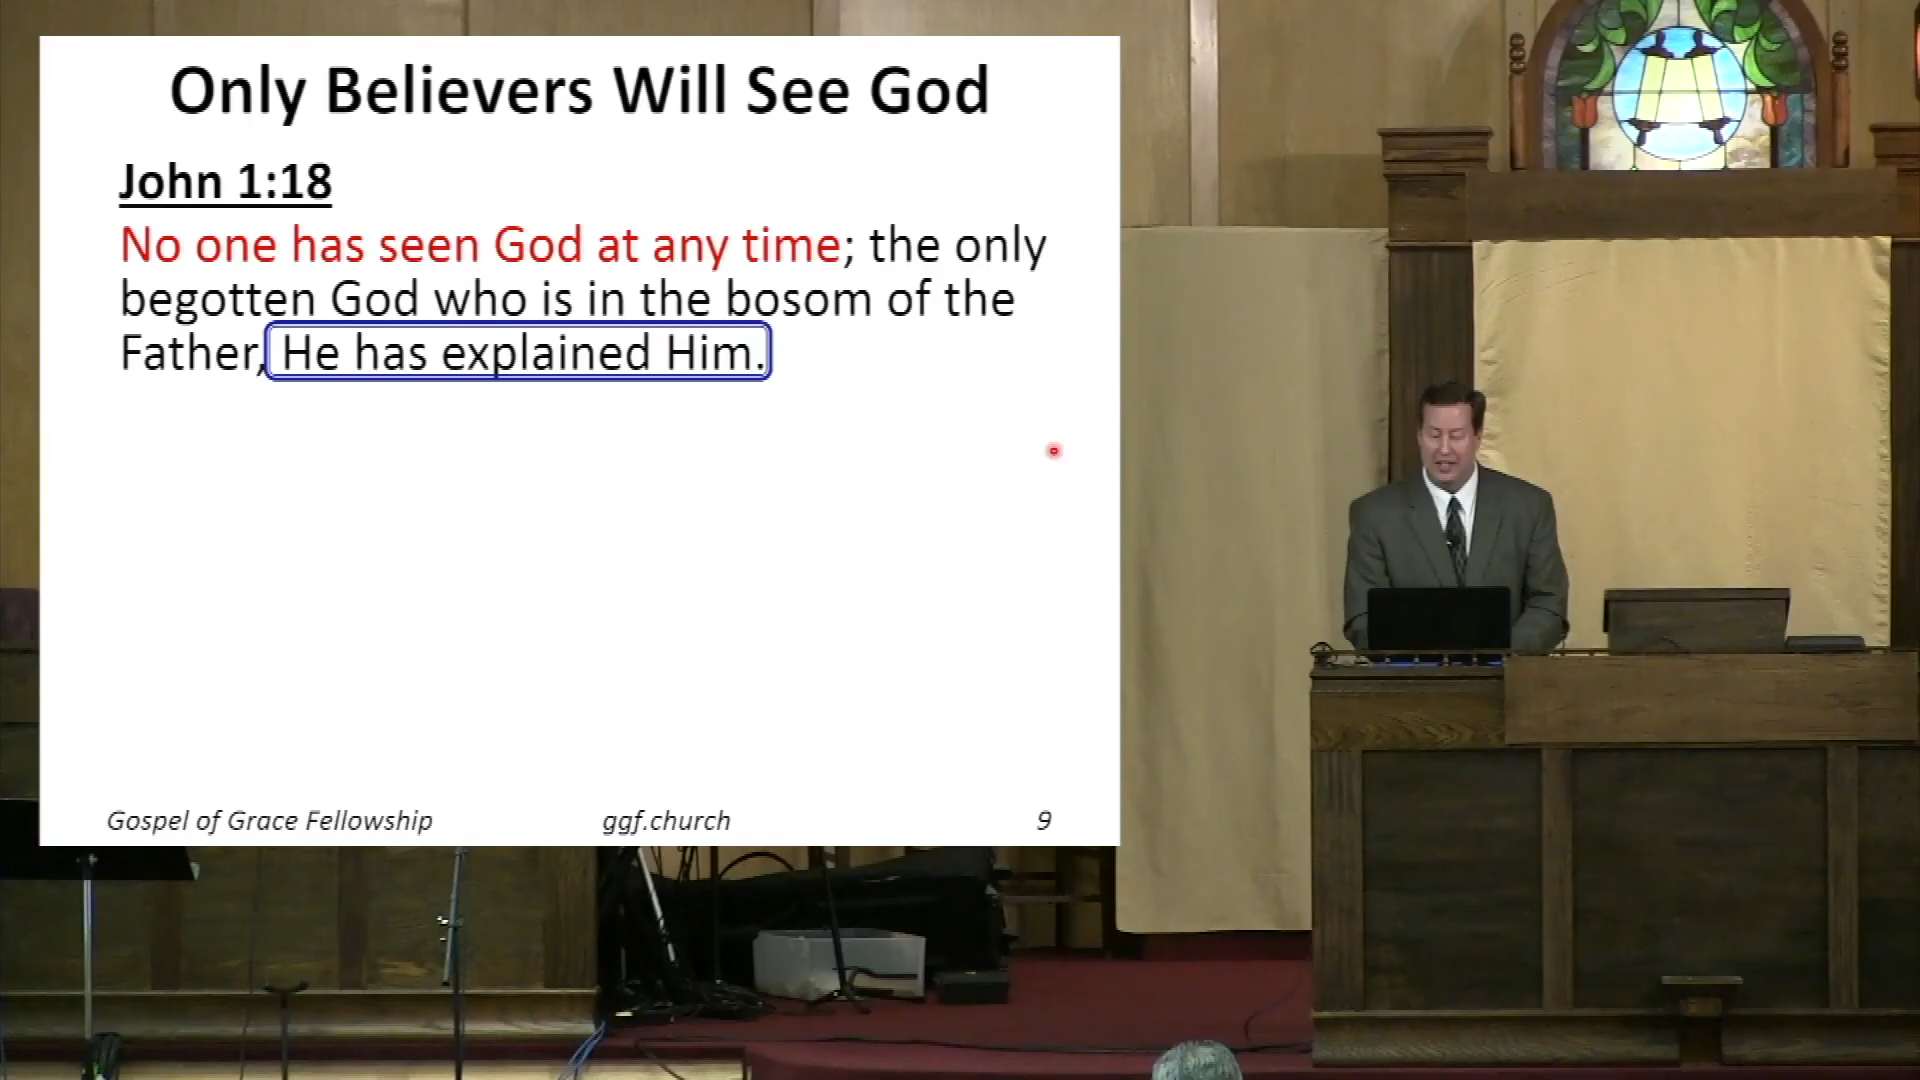 Only Believers Will See God
John 1:18
No one has seen God at any time; the only
begotten God who is in the bosom of the
Father, He has explained Him.
Gospel of Grace Fellowship ggf.church 9